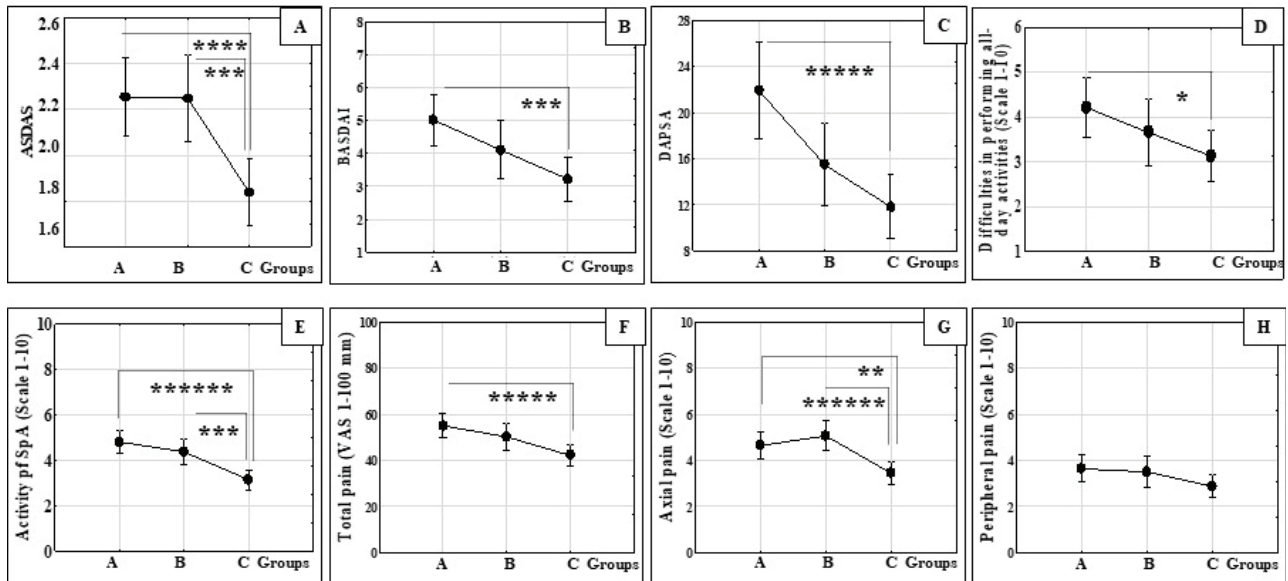 A
ASDAS
2.6
2.4
2.2
2.0
1.8
1.6
****
***
A B C Groups
B
BASDAI
8
7
6
5
4
3
2
1
***
A B C Groups
C
DAPSA
28
24
20
16
12
8
*****
A B C Groups
D
Difficulties in performing all-
day activities (Scale 1-10)
6
5
4
3
2
1
*
A B C Groups
E
Activity pf SpA (Scale 1-10)
10
8
6
4
2
0
******
***
A B C Groups
F
Total pain (VAS 1-100 mm)
100
80
60
40
20
0
*****
A B C Groups
G
Axial pain (Scale 1-10)
10
8
6
4
2
0
**
******
A B C Groups
H
Peripheral pain (Scale 1-10)
10
8
6
4
2
0
A B C Groups